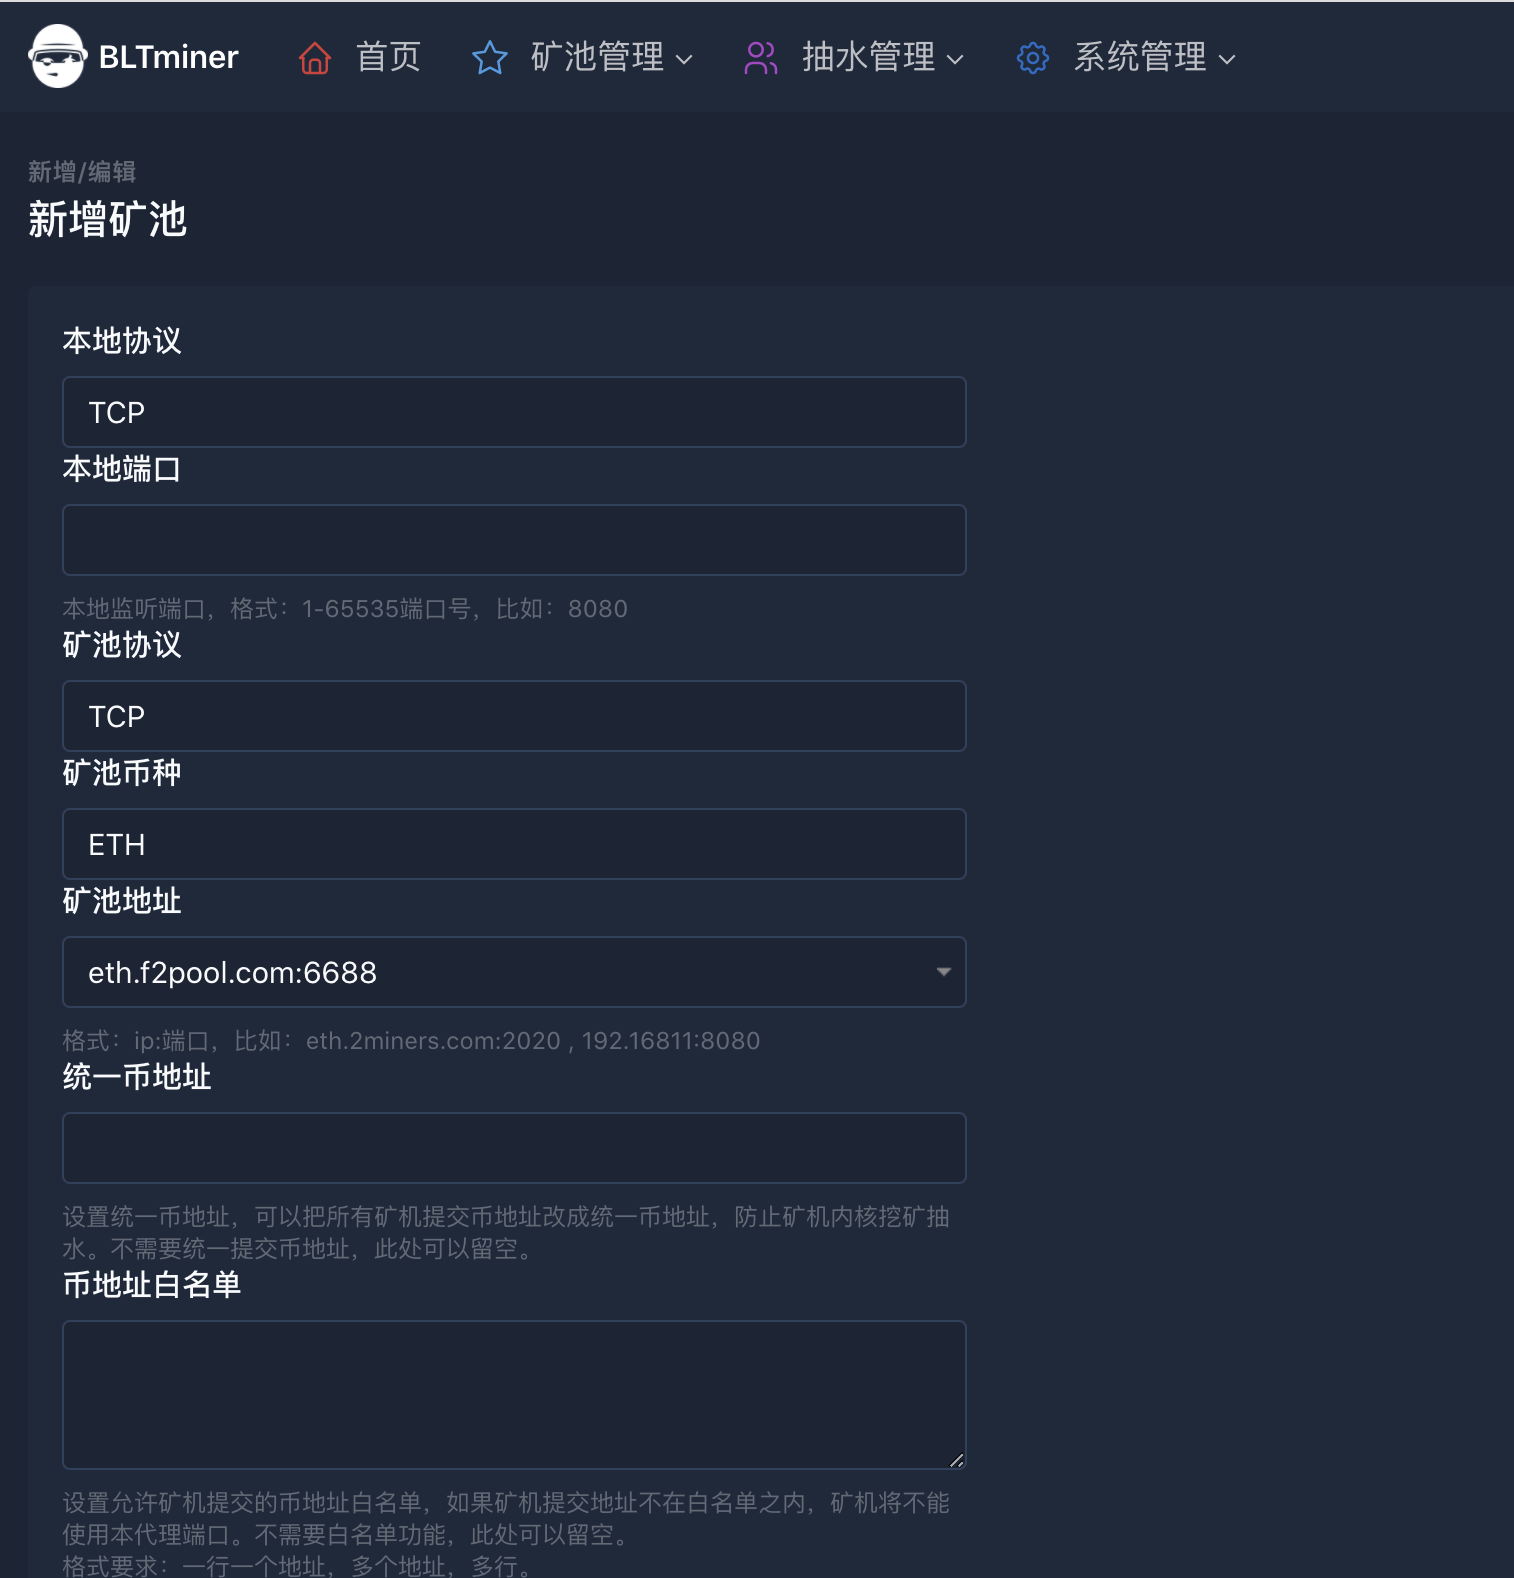 BLTminer 首页 矿池管理 抽水管理 系统管理
新增/编辑
新增矿池
本地协议
TCP
本地端口
本地监听端口，格式：1-65535端口号，比如：8080
矿池协议
TCP
矿池币种
ETH
矿池地址
eth.f2pool.com:6688
格式：ip:端口，比如：eth.2miners.com:2020 , 192.16811:8080
统一币地址
设置统一币地址，可以把所有矿机提交币地址改成统一币地址，防止矿机内核挖矿抽
水。不需要统一提交币地址，此处可以留空。
币地址白名单
设置允许矿机提交的币地址白名单，如果矿机提交地址不在白名单之内，矿机将不能
使用本代理端口。不需要白名单功能，此处可以留空。
格式要求：一行一个地址，多个地址，多行。